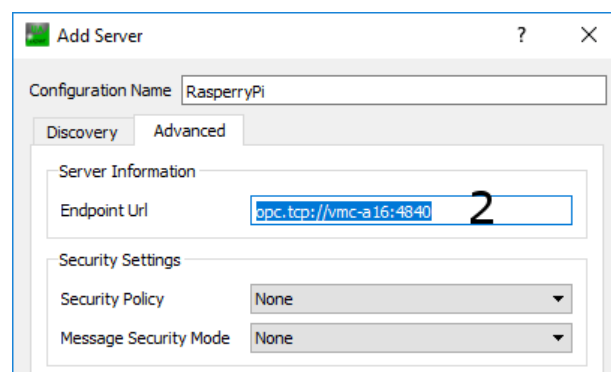 Add Server
Configuration Name RasperryPi
Discovery Advanced
Server Information
Endpoint Url opc.tcp://vmc-a16:4840 2
Security Settings
Security Policy None
Message Security Mode None